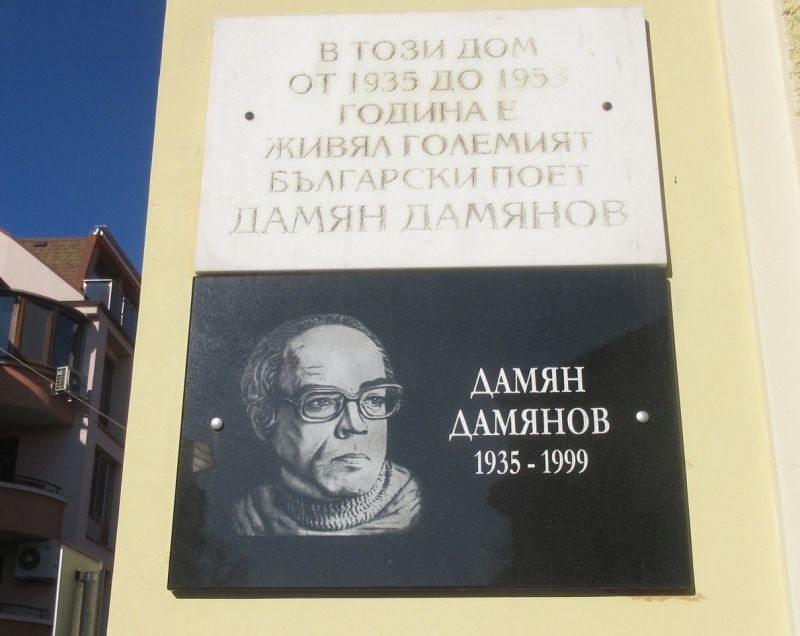 В ТОЗИ ДОМ
ОТ 1935 ДО 1953
ГОДИНА Е
ЖИВЯЛ ГОЛЕМИЯТ
БЪЛГАРСКИ ПОЕТ
ДАМЯН ДАМЯНОВ
ДАМЯН
ДАМЯНОВ
1935 - 1999